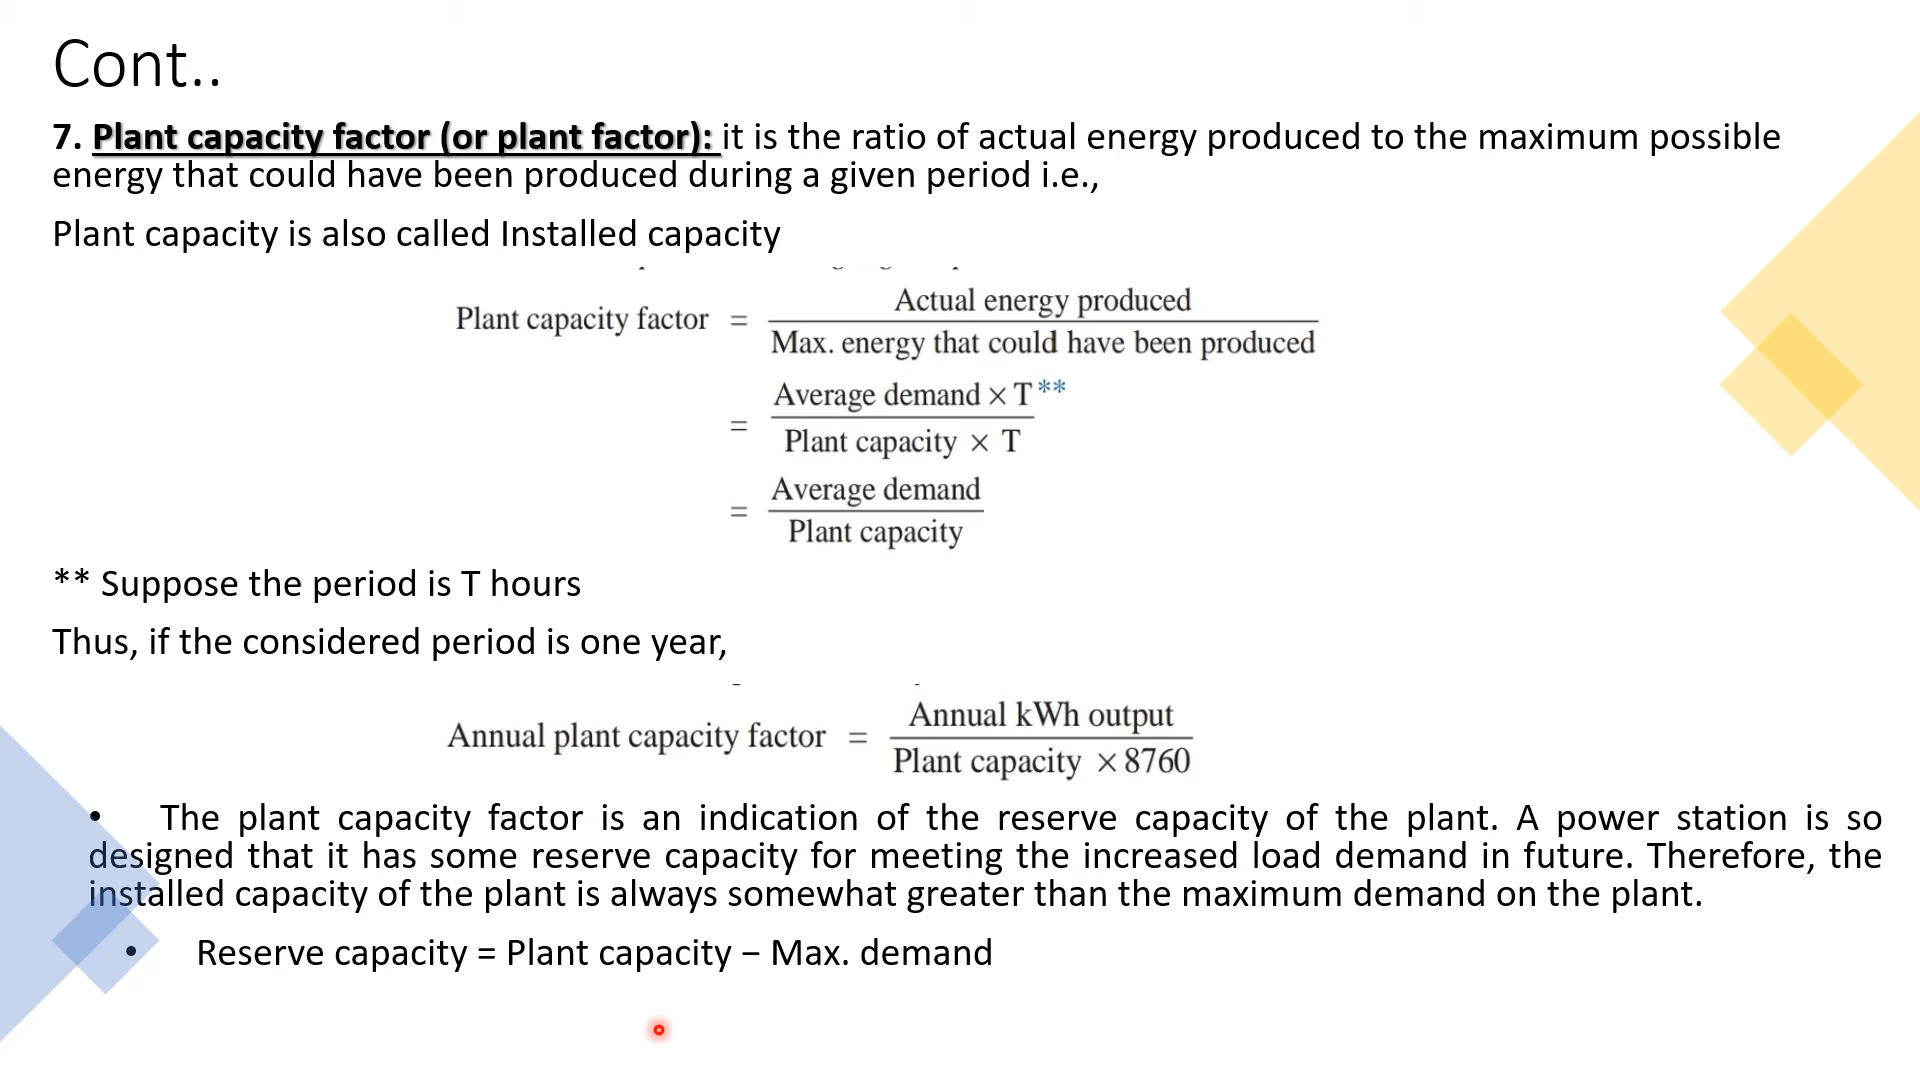 Cont..
7. Plant capacity factor (or plant factor): it is the ratio of actual energy produced to the maximum possible
energy that could have been produced during a given period i.e.,
Plant capacity is also called Installed capacity
Plant capacity factor = Actual energy produced
Max. energy that could have been produced
= Average demand × T**
Plant capacity × T
= Average demand
Plant capacity
** Suppose the period is T hours
Thus, if the considered period is one year,
Annual plant capacity factor = Annual kWh output
Plant capacity × 8760
• The plant capacity factor is an indication of the reserve capacity of the plant. A power station is so
designed that it has some reserve capacity for meeting the increased load demand in future. Therefore, the
installed capacity of the plant is always somewhat greater than the maximum demand on the plant.
• Reserve capacity = Plant capacity − Max. demand